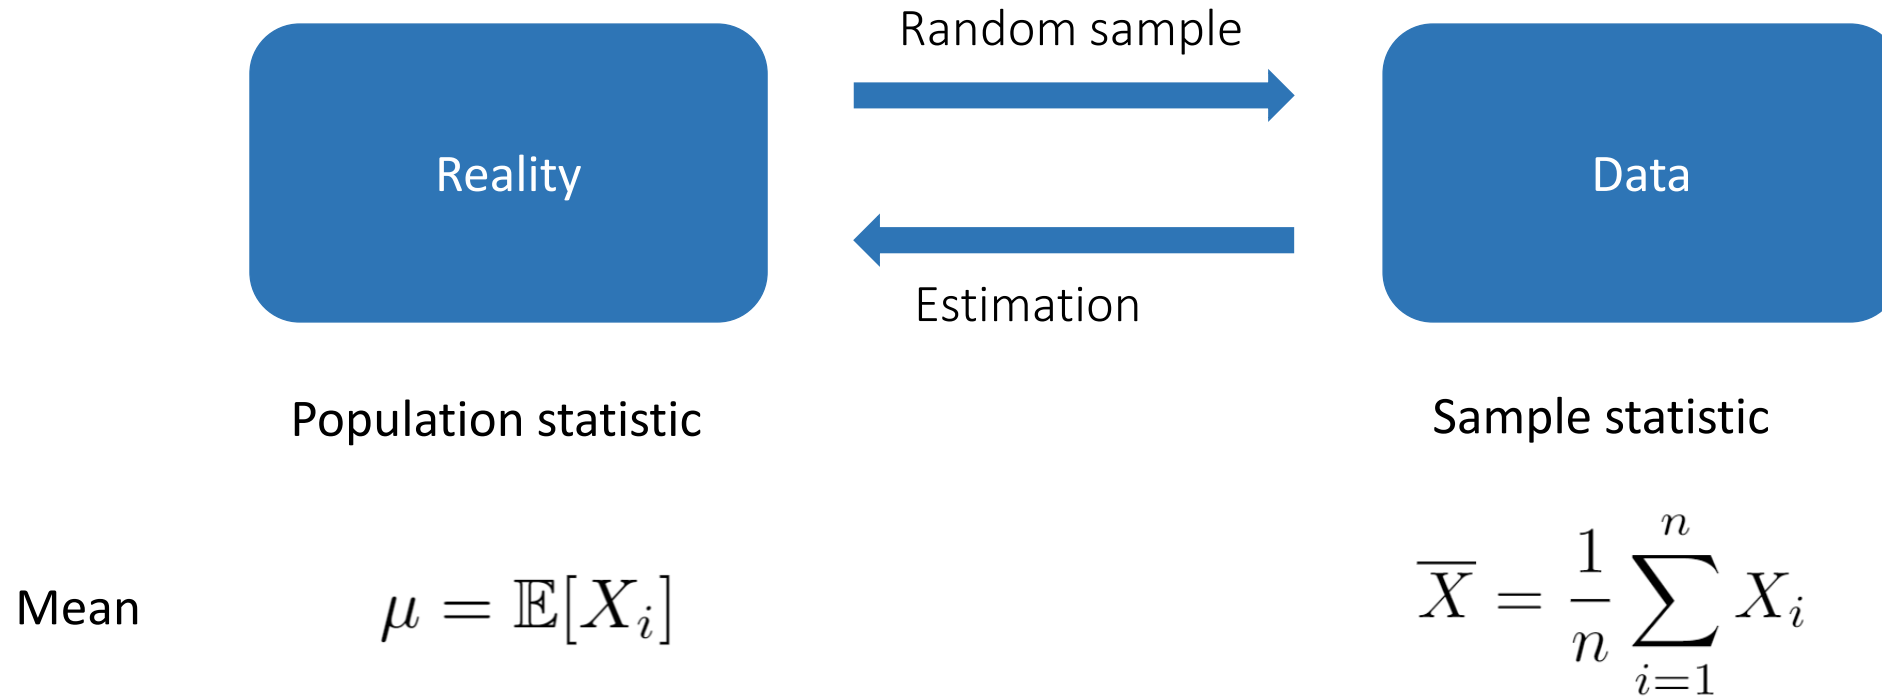 Random sample
Reality
Data
Estimation
Population statistic
Sample statistic
Mean
μ = 𝔼[Xᵢ]
X̅ = 1/n ∑ᵢ₌₁ⁿ Xᵢ